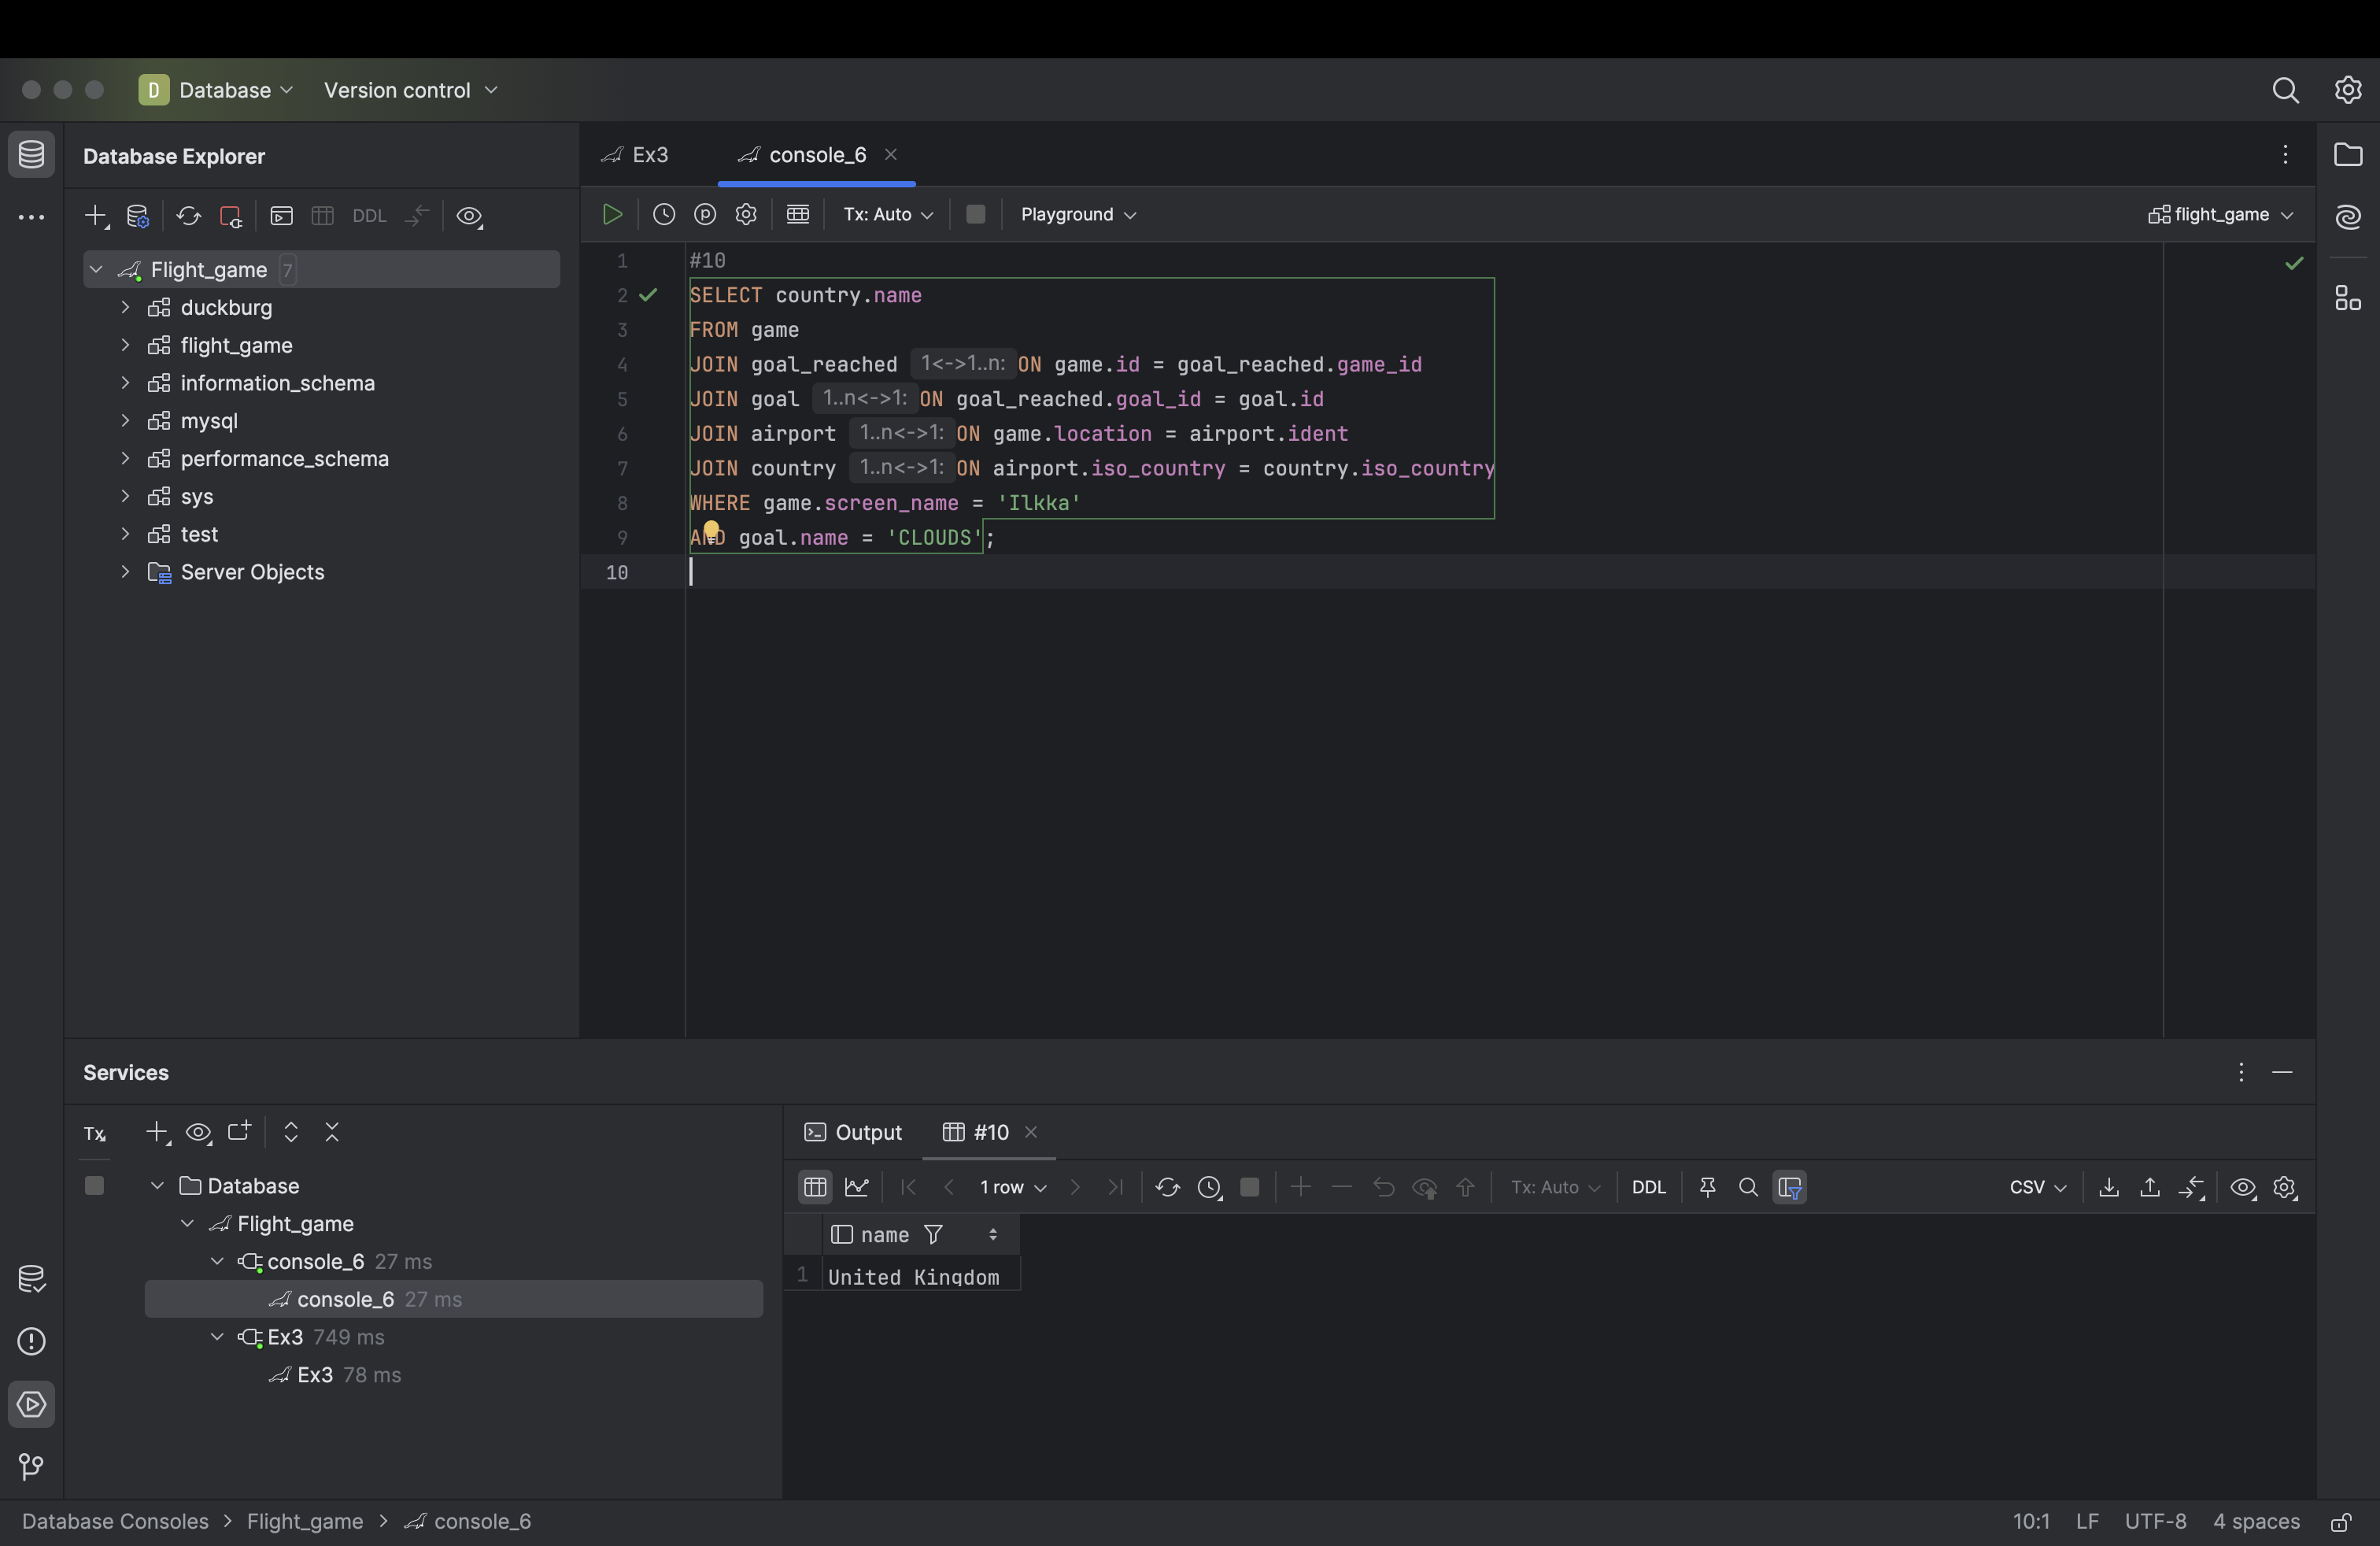 D Database Version control
Database Explorer
DDL
Flight_game 7
duckburg
flight_game
information_schema
mysql
performance_schema
sys
test
Server Objects
Ex3 console_6
Tx: Auto Playground flight_game
1 #10
2 SELECT country.name
3 FROM game
4 JOIN goal_reached 1<->1..n: ON game.id = goal_reached.game_id
5 JOIN goal 1..n<->1: ON goal_reached.goal_id = goal.id
6 JOIN airport 1..n<->1: ON game.location = airport.ident
7 JOIN country 1..n<->1: ON airport.iso_country = country.iso_country
8 WHERE game.screen_name = 'Ilkka'
9 AND goal.name = 'CLOUDS';
10
Services
Tx
Database
Flight_game
console_6 27 ms
console_6 27 ms
Ex3 749 ms
Ex3 78 ms
Output #10
1 row Tx: Auto DDL CSV
name
1 United Kingdom
Database Consoles > Flight_game > console_6
10:1 LF UTF-8 4 spaces